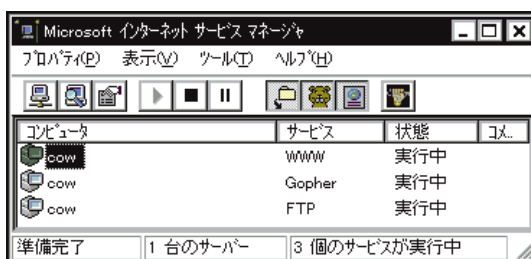 Microsoft ｲﾝﾀｰﾈｯﾄ ｻｰﾋﾞｽ ﾏﾈｰｼﾞｬ
ﾌﾟﾛﾊﾟﾃｨ(P) 表示(V) ﾂｰﾙ(T) ﾍﾙﾌﾟ(H)
ｺﾝﾋﾟｭｰﾀ ｻｰﾋﾞｽ 状態 ｺﾒ...
cow WWW 実行中
cow Gopher 実行中
cow FTP 実行中
準備完了 1 台のｻｰﾊﾞｰ 3 個のｻｰﾋﾞｽが実行中